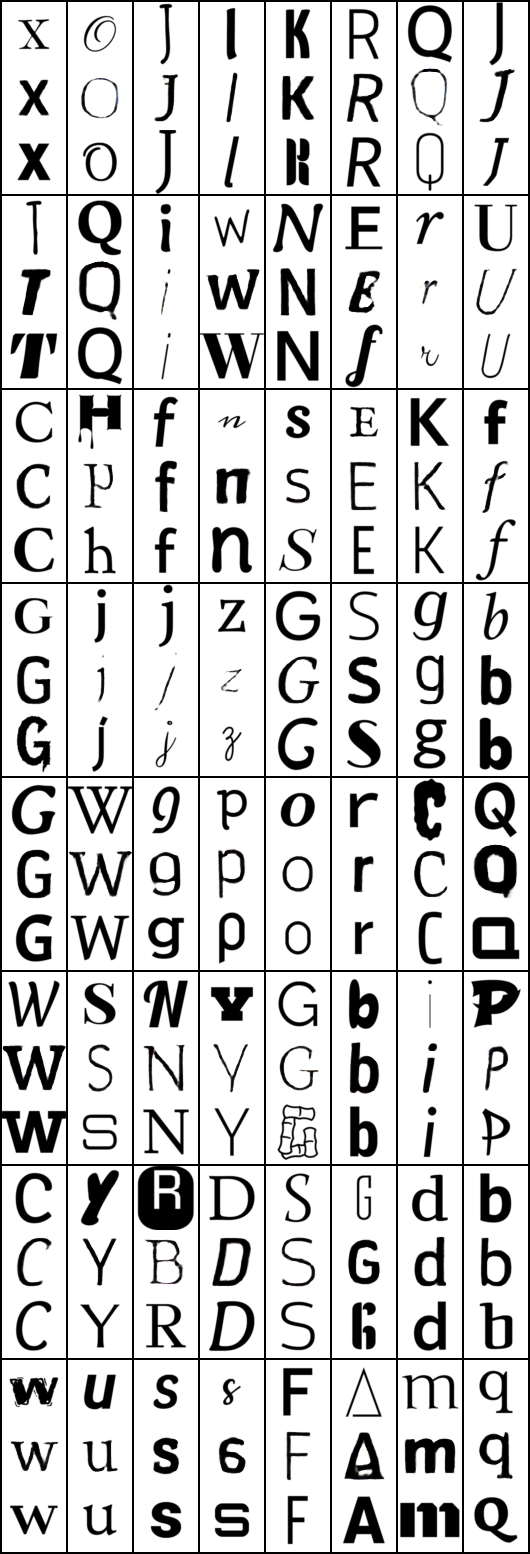 x O J l K R Q J
x O J l K R Q J
x O J l K R Q J
T Q i w N E r U
T Q i w N E r U
T Q i W N f r U
C H f n s E K f
C p f n s E K f
C h f n S E K f
G j j z G S g b
G j j z G S g b
G j j z G S g b
G W g p o r C Q
G W g p o r C Q
G W g p o r C Q
W S N Y G b i P
W S N Y G b i P
W S N Y G b i P
C y R D S G d b
C Y B D S G d b
C Y R D S G d b
w u s s F A m q
w u s 6 F A m q
w u s s F A m Q